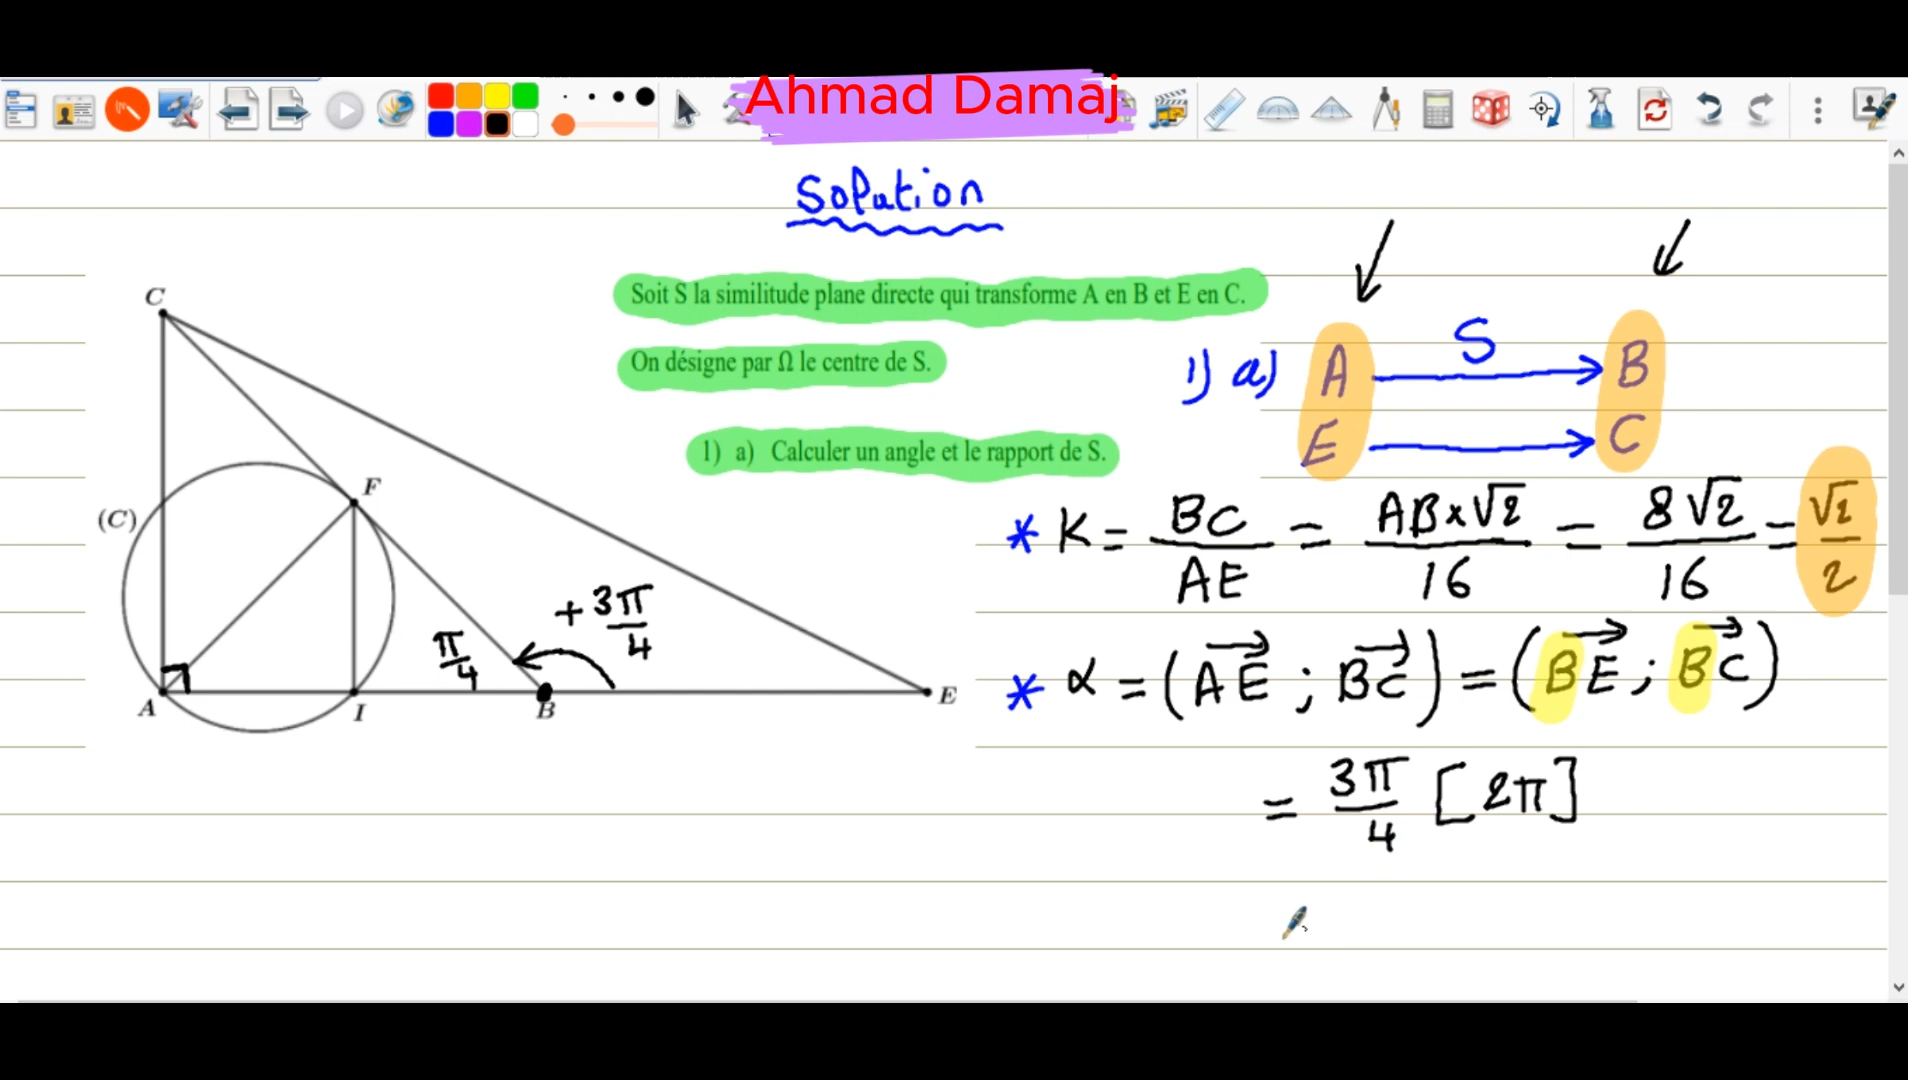 Ahmad Damaj
Solution
Soit S la similitude plane directe qui transforme A en B et E en C.
On désigne par Ω le centre de S.
1) a) Calculer un angle et le rapport de S.
1) a) A S B
E C
* K = BC/AE = AB×√2/16 = 8√2/16 = √2/2
* α = (AE→ ; BC→) = (BE→ ; BC→)
= 3π/4 [2π]
C
F
(C)
+3π/4
π/4
A I B E